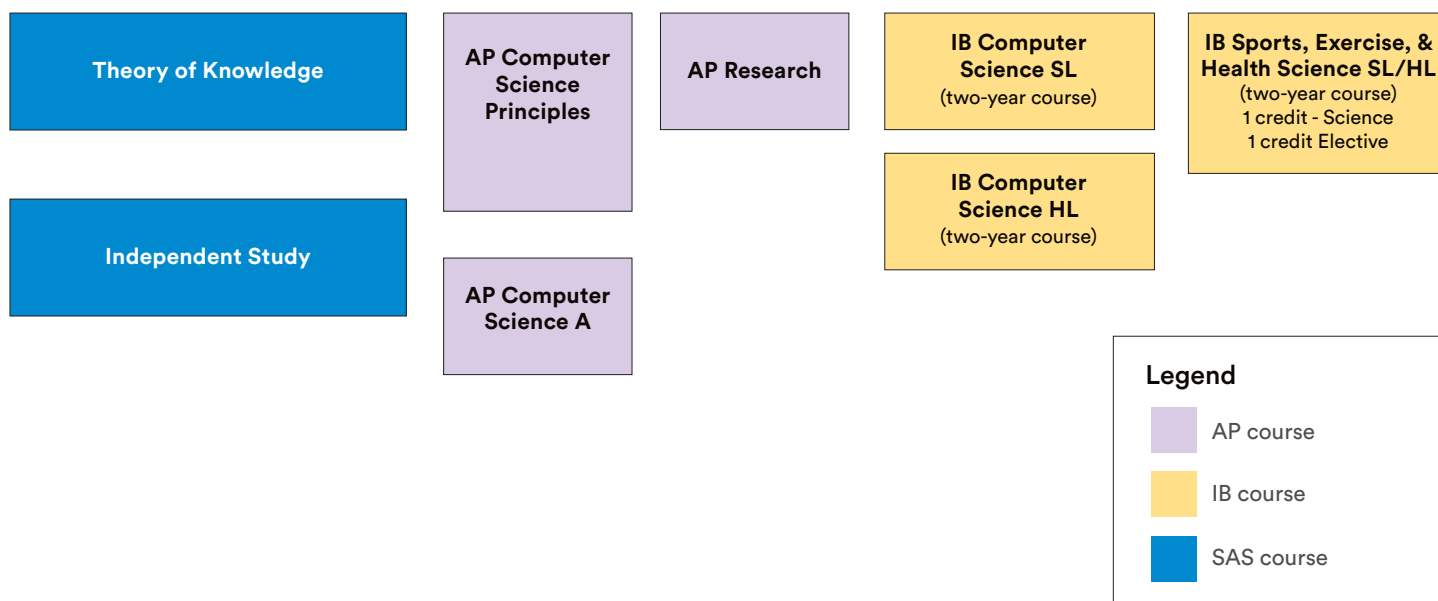 Theory of Knowledge
Independent Study
AP Computer
Science
Principles
AP Computer
Science A
AP Research
IB Computer
Science SL
(two-year course)
IB Computer
Science HL
(two-year course)
IB Sports, Exercise, &
Health Science SL/HL
(two-year course)
1 credit - Science
1 credit Elective
Legend
AP course
IB course
SAS course